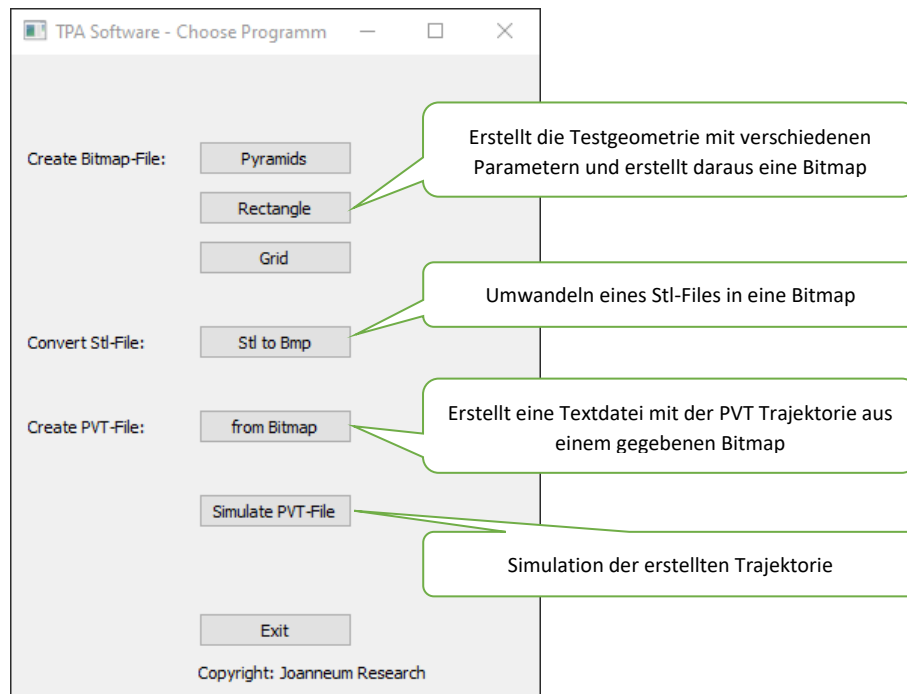 TPA Software - Choose Programm
Create Bitmap-File:
Pyramids
Rectangle
Grid
Erstellt die Testgeometrie mit verschiedenen
Parametern und erstellt daraus eine Bitmap
Convert Stl-File:
Stl to Bmp
Umwandeln eines Stl-Files in eine Bitmap
Create PVT-File:
from Bitmap
Erstellt eine Textdatei mit der PVT Trajektorie aus
einem gegebenen Bitmap
Simulate PVT-File
Simulation der erstellten Trajektorie
Exit
Copyright: Joanneum Research